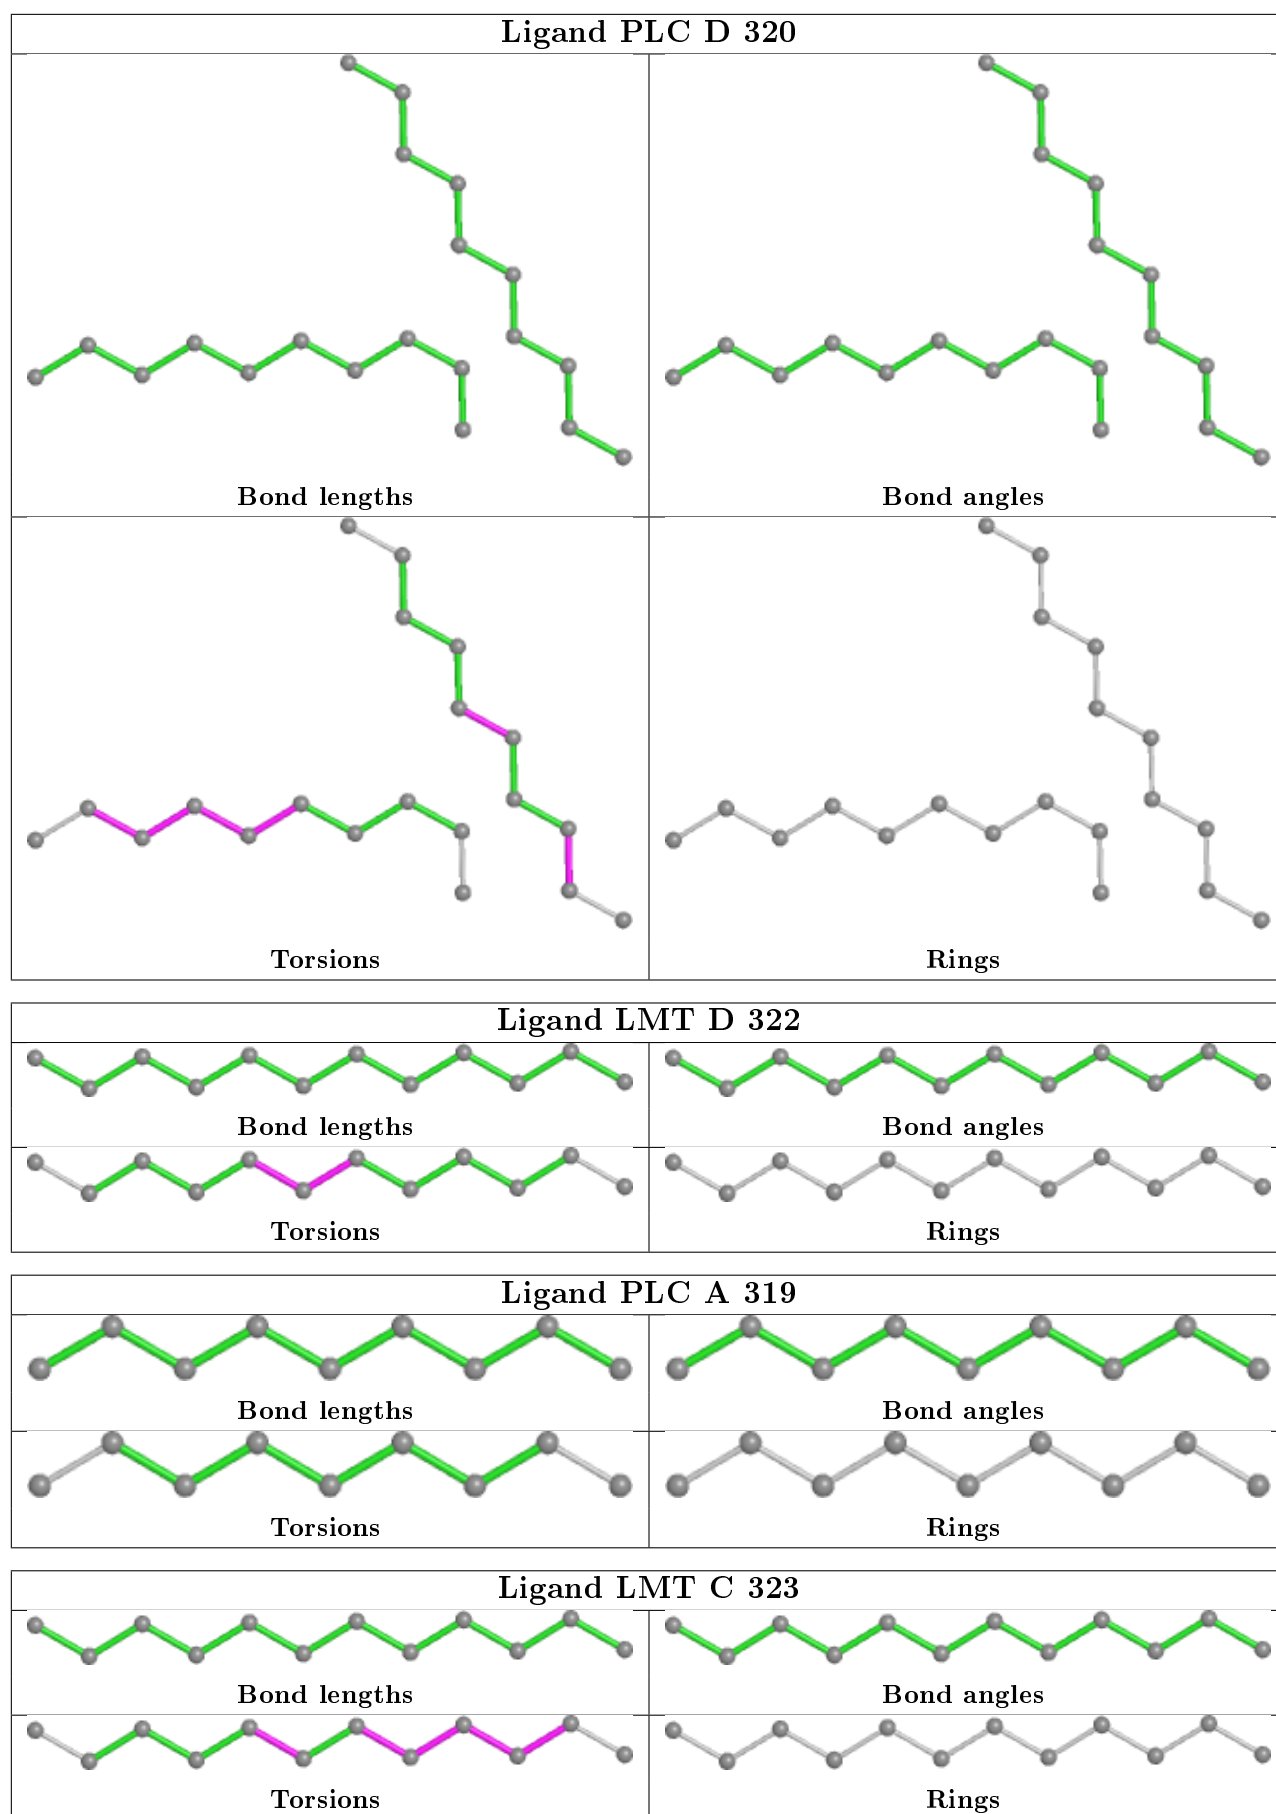 Ligand PLC D 320
Bond lengths
Bond angles
Torsions
Rings
Ligand LMT D 322
Bond lengths
Bond angles
Torsions
Rings
Ligand PLC A 319
Bond lengths
Bond angles
Torsions
Rings
Ligand LMT C 323
Bond lengths
Bond angles
Torsions
Rings